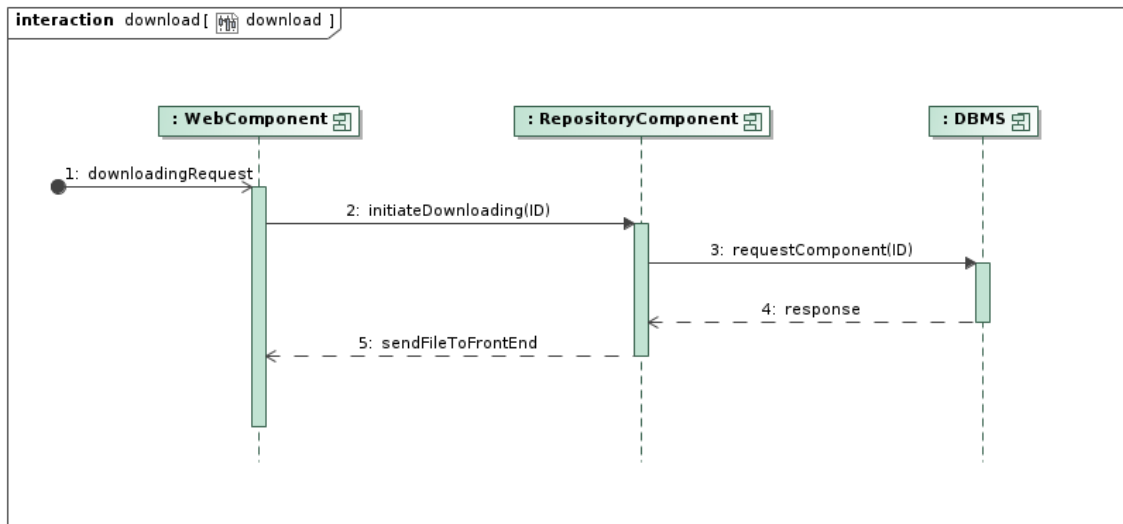 interaction download[ download ]
: WebComponent
: RepositoryComponent
: DBMS
1: downloadingRequest
2: initiateDownloading(ID)
3: requestComponent(ID)
4: response
5: sendFileToFrontEnd